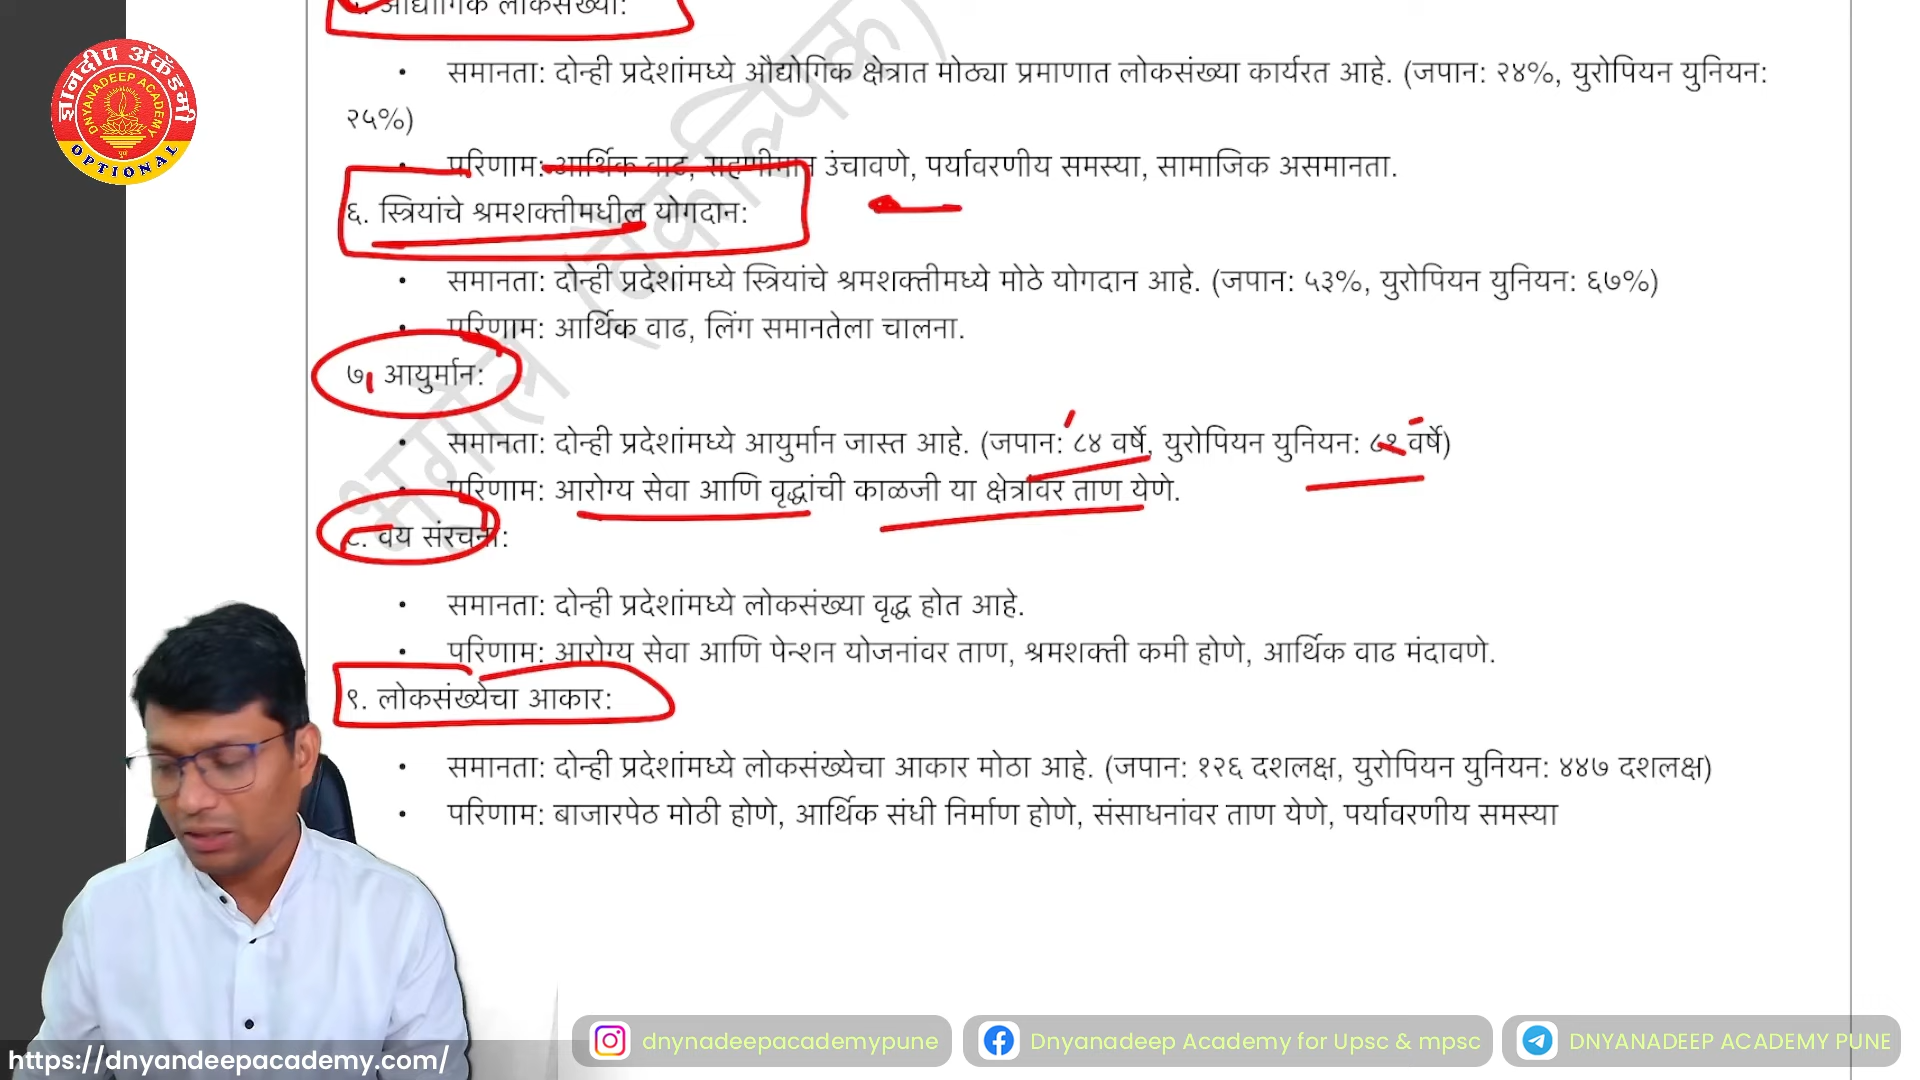 ५. औद्योगिक लोकसंख्या:
• समानता: दोन्ही प्रदेशांमध्ये औद्योगिक क्षेत्रात मोठ्या प्रमाणात लोकसंख्या कार्यरत आहे. (जपान: २४%, युरोपियन युनियन:
२५%)
• परिणाम: आर्थिक वाढ, राहणीमान उंचावणे, पर्यावरणीय समस्या, सामाजिक असमानता.
६. स्त्रियांचे श्रमशक्तीमधील योगदान:
• समानता: दोन्ही प्रदेशांमध्ये स्त्रियांचे श्रमशक्तीमध्ये मोठे योगदान आहे. (जपान: ५३%, युरोपियन युनियन: ६७%)
• परिणाम: आर्थिक वाढ, लिंग समानतेला चालना.
७. आयुर्मान:
• समानता: दोन्ही प्रदेशांमध्ये आयुर्मान जास्त आहे. (जपान: ८४ वर्षे, युरोपियन युनियन: ८१ वर्षे)
• परिणाम: आरोग्य सेवा आणि वृद्धांची काळजी या क्षेत्रांवर ताण येणे.
८. वय संरचना:
• समानता: दोन्ही प्रदेशांमध्ये लोकसंख्या वृद्ध होत आहे.
• परिणाम: आरोग्य सेवा आणि पेन्शन योजनांवर ताण, श्रमशक्ती कमी होणे, आर्थिक वाढ मंदावणे.
९. लोकसंख्येचा आकार:
• समानता: दोन्ही प्रदेशांमध्ये लोकसंख्येचा आकार मोठा आहे. (जपान: १२६ दशलक्ष, युरोपियन युनियन: ४४७ दशलक्ष)
• परिणाम: बाजारपेठ मोठी होणे, आर्थिक संधी निर्माण होणे, संसाधनांवर ताण येणे, पर्यावरणीय समस्या
भूगोल (वैकल्पिक)
ज्ञानदीप ॲकॅडमी
DNYANADEEP ACADEMY
पुणे
OPTIONAL
https://dnyandeepacademy.com/
dnynadeepacademypune
Dnyanadeep Academy for Upsc & mpsc
DNYANADEEP ACADEMY PUNE